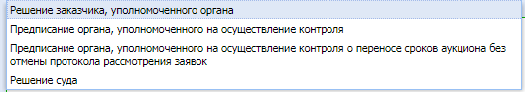 Решение заказчика, уполномоченного органа
Предписание органа, уполномоченного на осуществление контроля
Предписание органа, уполномоченного на осуществление контроля о переносе сроков аукциона без
отмены протокола рассмотрения заявок
Решение суда